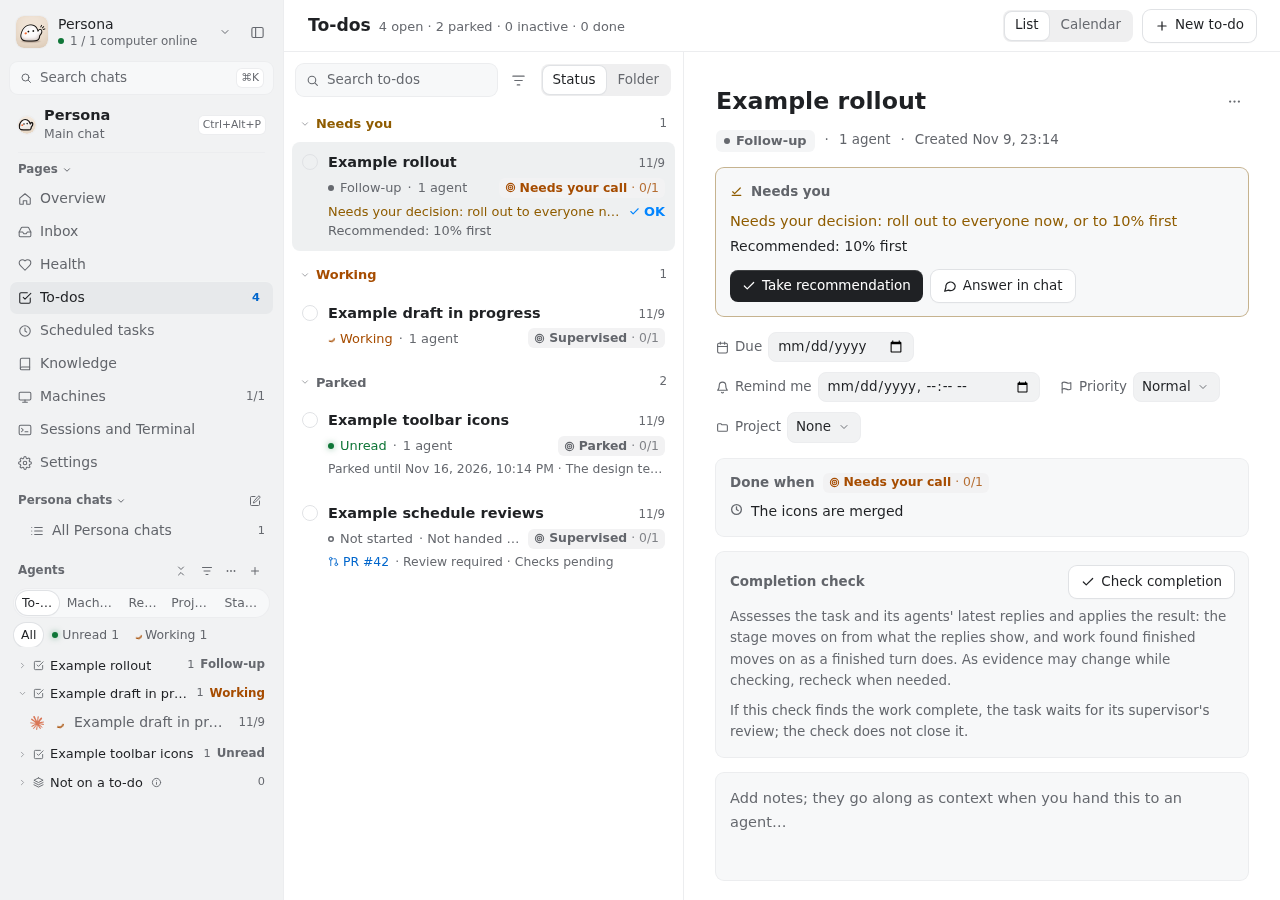 Persona
1 / 1 computer online
Search chats
⌘K
Persona
Main chat
Ctrl+Alt+P
Pages
Overview
Inbox
Health
To-dos
4
Scheduled tasks
Knowledge
Machines
1/1
Sessions and Terminal
Settings
Persona chats
All Persona chats
1
Agents
To-... Mach... Re... Proj... Sta...
All Unread 1 Working 1
Example rollout 1 Follow-up
Example draft in pr... 1 Working
Example draft in pr... 11/9
Example toolbar icons 1 Unread
Not on a to-do 0
To-dos 4 open · 2 parked · 0 inactive · 0 done
List Calendar
New to-do
Search to-dos
Status Folder
Needs you 1
Example rollout 11/9
Follow-up · 1 agent Needs your call · 0/1
Needs your decision: roll out to everyone n... OK
Recommended: 10% first
Working 1
Example draft in progress 11/9
Working · 1 agent Supervised · 0/1
Parked 2
Example toolbar icons 11/9
Unread · 1 agent Parked · 0/1
Parked until Nov 16, 2026, 10:14 PM · The design te...
Example schedule reviews 11/9
Not started · Not handed ... Supervised · 0/1
PR #42 · Review required · Checks pending
Example rollout
Follow-up · 1 agent · Created Nov 9, 23:14
Needs you
Needs your decision: roll out to everyone now, or to 10% first
Recommended: 10% first
Take recommendation
Answer in chat
Due mm/dd/yyyy
Remind me mm/dd/yyyy, --:-- -- Priority Normal
Project None
Done when Needs your call · 0/1
The icons are merged
Completion check
Check completion
Assesses the task and its agents' latest replies and applies the result: the
stage moves on from what the replies show, and work found finished
moves on as a finished turn does. As evidence may change while
checking, recheck when needed.
If this check finds the work complete, the task waits for its supervisor's
review; the check does not close it.
Add notes; they go along as context when you hand this to an
agent...